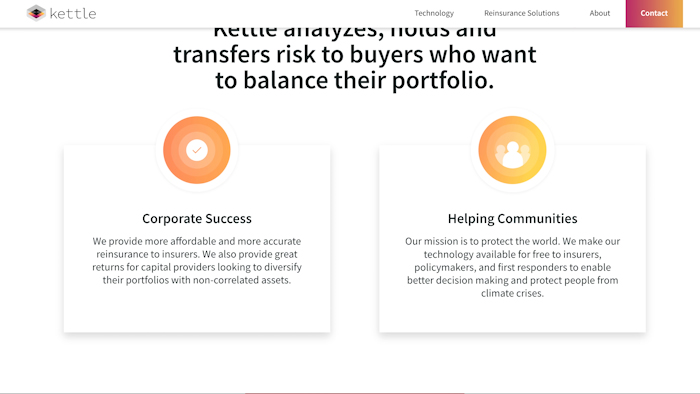 kettle
Technology
Reinsurance Solutions
About
Contact
Kettle analyzes, holds and
transfers risk to buyers who want
to balance their portfolio.
Corporate Success
We provide more affordable and more accurate
reinsurance to insurers. We also provide great
returns for capital providers looking to diversify
their portfolios with non-correlated assets.
Helping Communities
Our mission is to protect the world. We make our
technology available for free to insurers,
policymakers, and first responders to enable
better decision making and protect people from
climate crises.